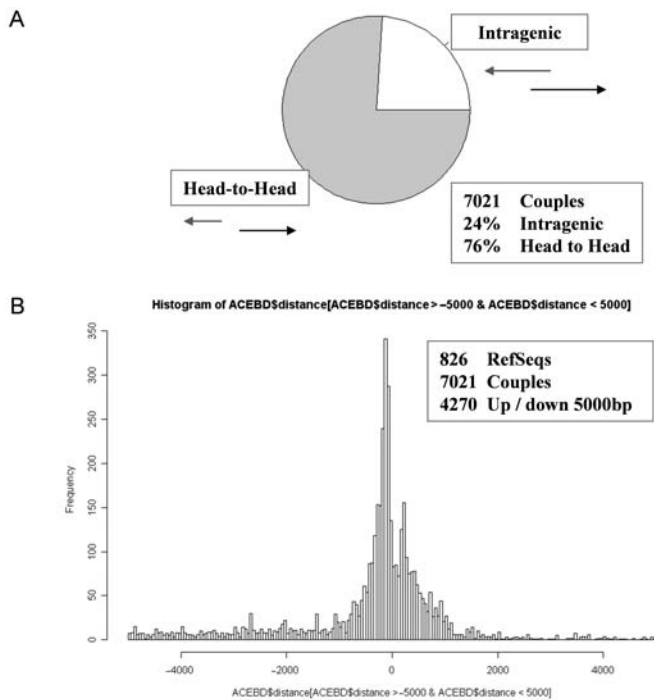 A
Intragenic
Head-to-Head
7021 Couples
24% Intragenic
76% Head to Head
B
Histogram of ACEBD$distance[ACEBD$distance > −5000 & ACEBD$distance < 5000]
826 RefSeqs
7021 Couples
4270 Up / down 5000bp
Frequency
350
300
250
200
150
100
50
0
−4000 −2000 0 2000 4000
ACEBD$distance[ACEBD$distance > −5000 & ACEBD$distance < 5000]